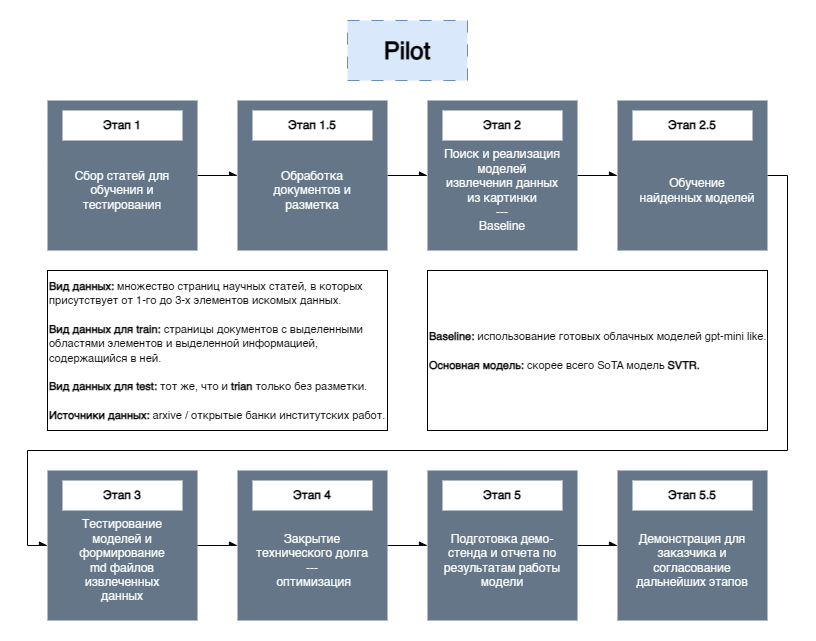 Pilot
Этап 1
Сбор статей для
обучения и
тестирования
Этап 1.5
Обработка
документов и
разметка
Этап 2
Поиск и реализация
моделей
извлечения данных
из картинки
---
Baseline
Этап 2.5
Обучение
найденных моделей
Вид данных: множество страниц научных статей, в которых
присутствует от 1-го до 3-х элементов искомых данных.
Вид данных для train: страницы документов с выделенными
областями элементов и выделенной информацией,
содержащийся в ней.
Вид данных для test: тот же, что и trian только без разметки.
Источники данных: arxive / открытые банки институтских работ.
Baseline: использование готовых облачных моделей gpt-mini like.
Основная модель: скорее всего SoTA модель SVTR.
Этап 3
Тестирование
моделей и
формирование
md файлов
извлеченных
данных
Этап 4
Закрытие
технического долга
---
оптимизация
Этап 5
Подготовка демо-
стенда и отчета по
результатам работы
модели
Этап 5.5
Демонстрация для
заказчика и
согласование
дальнейших этапов